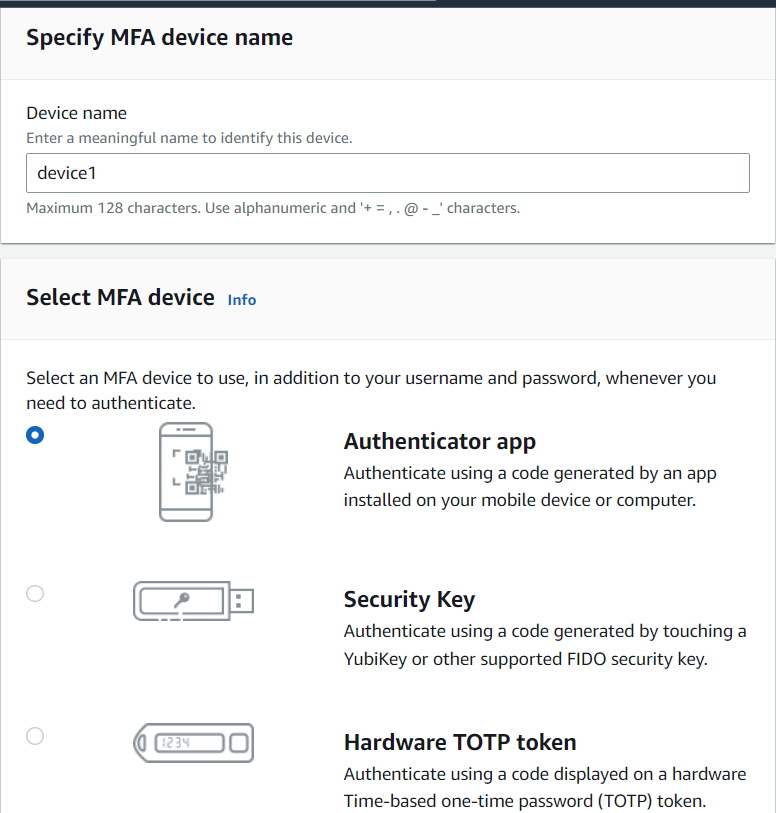 Specify MFA device name
Device name
Enter a meaningful name to identify this device.
device1
Maximum 128 characters. Use alphanumeric and '+ = , . @ - _' characters.
Select MFA device Info
Select an MFA device to use, in addition to your username and password, whenever you
need to authenticate.
Authenticator app
Authenticate using a code generated by an app
installed on your mobile device or computer.
Security Key
Authenticate using a code generated by touching a
YubiKey or other supported FIDO security key.
1234
Hardware TOTP token
Authenticate using a code displayed on a hardware
Time-based one-time password (TOTP) token.